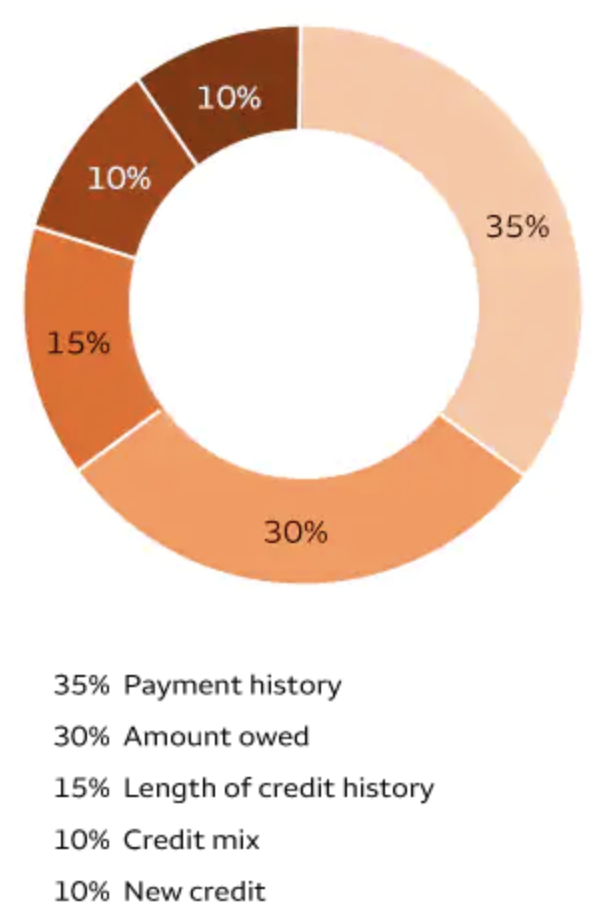 10%
10%
35%
15%
30%
35% Payment history
30% Amount owed
15% Length of credit history
10% Credit mix
10% New credit